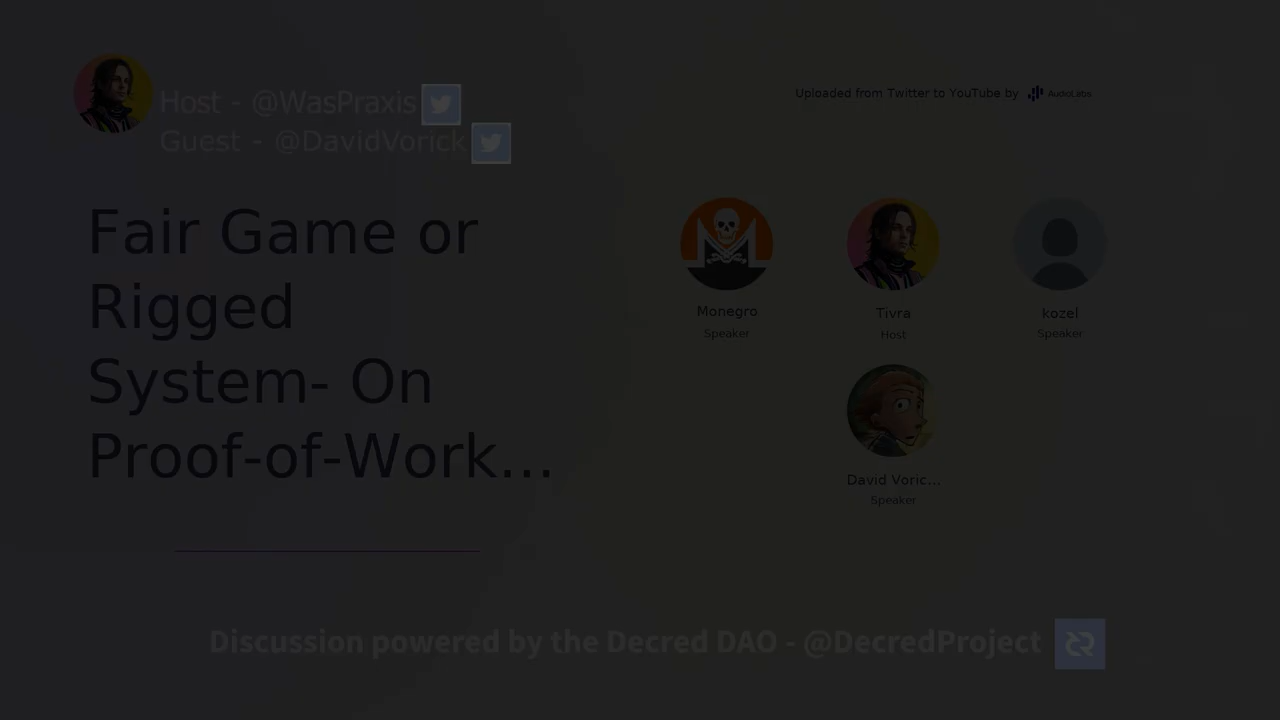 Host - @WasPraxis
Guest - @DavidVorick
Uploaded from Twitter to YouTube by AudioLabs
Fair Game or
Rigged
System- On
Proof-of-Work...
Monegro
Speaker
Tivra
Host
kozel
Speaker
David Voric...
Speaker
Discussion powered by the Decred DAO - @DecredProject